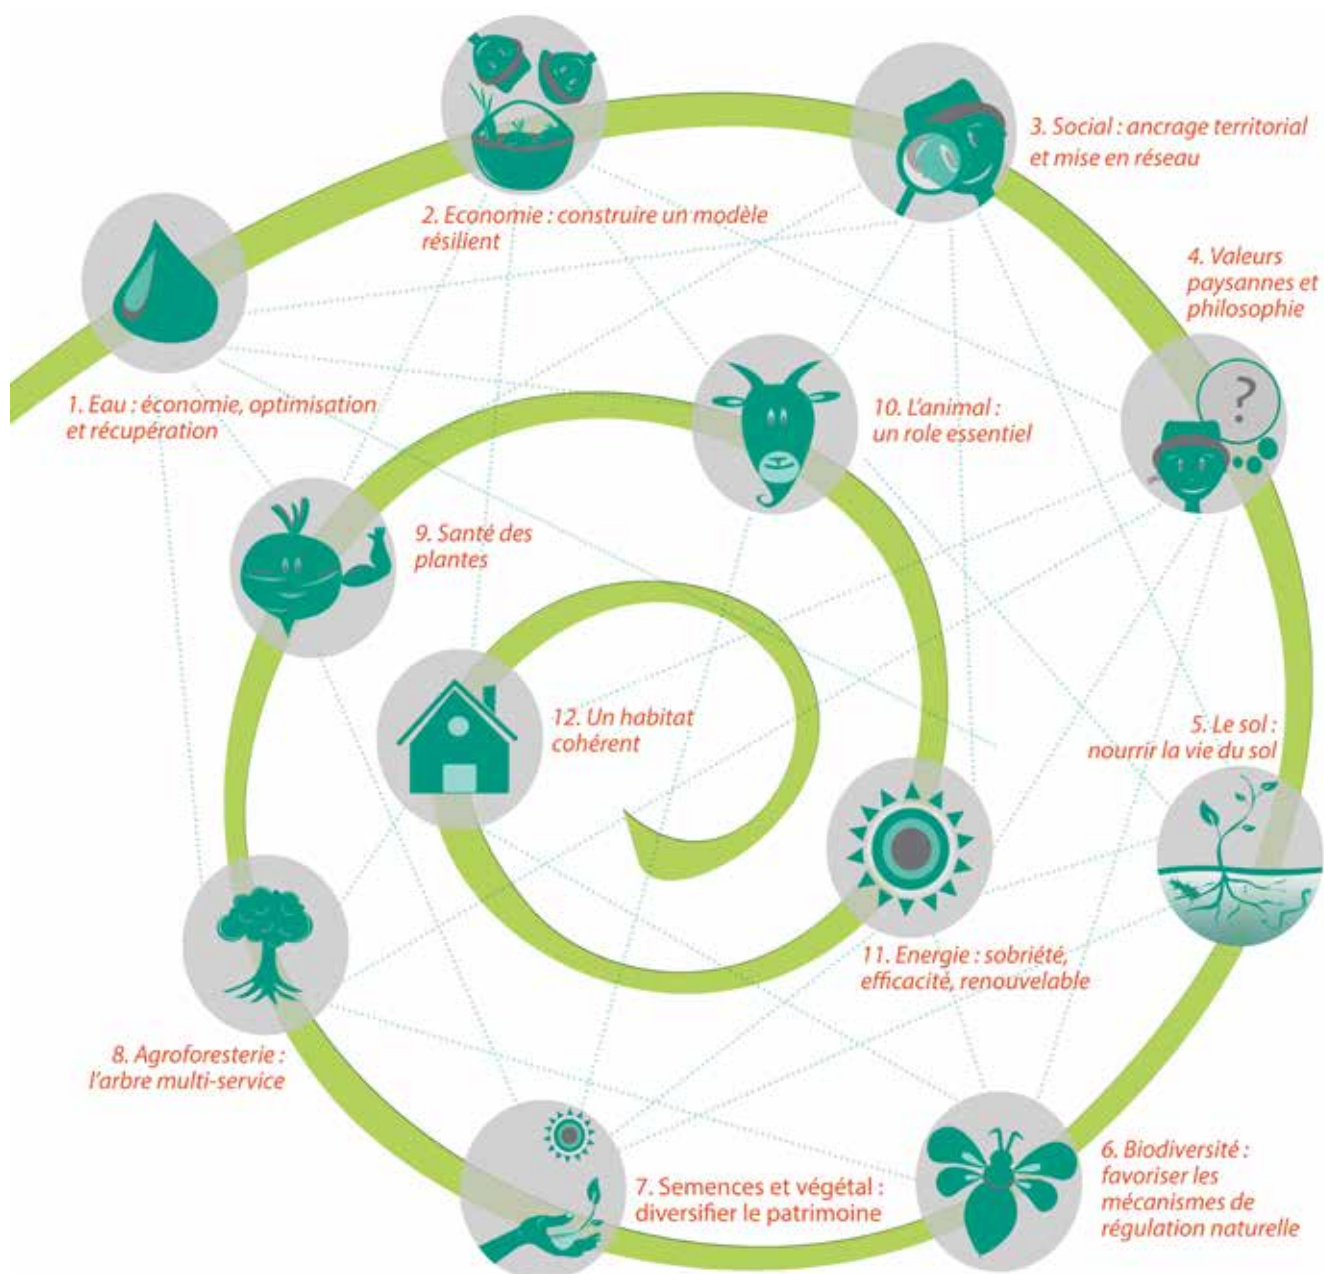 1. Eau : économie, optimisation
et récupération
2. Economie : construire un modèle
résilient
3. Social : ancrage territorial
et mise en réseau
4. Valeurs
paysannes et
philosophie
?
5. Le sol :
nourrir la vie du sol
6. Biodiversité :
favoriser les
mécanismes de
régulation naturelle
7. Semences et végétal :
diversifier le patrimoine
8. Agroforesterie :
l'arbre multi-service
9. Santé des
plantes
10. L'animal :
un role essentiel
11. Energie : sobriété,
efficacité, renouvelable
12. Un habitat
cohérent